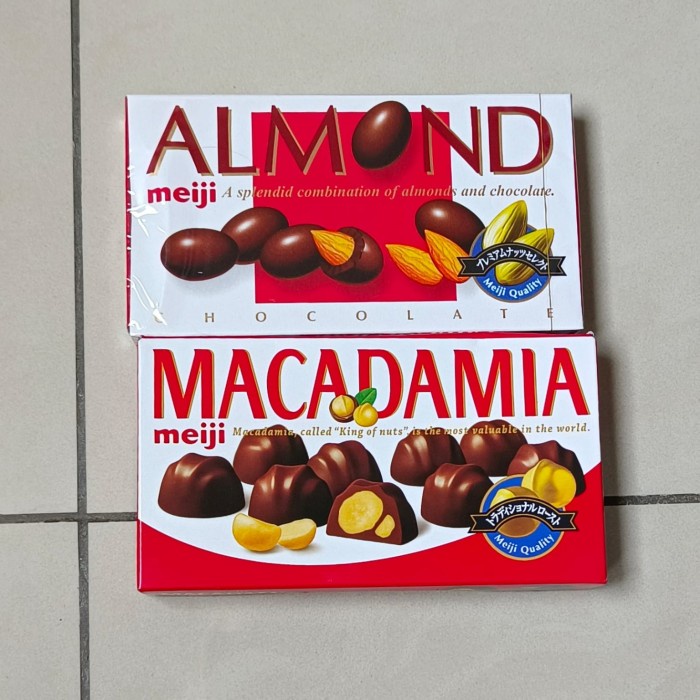 ALMOND
meiji A splendid combination of almonds and chocolate.
プレミアムナッツセレクト
Meiji Quality
HOCOLATE
MACADAMIA
meiji Macadamia, called "King of nuts", is the most valuable in the world.
トラディショナルロースト
Meiji Quality